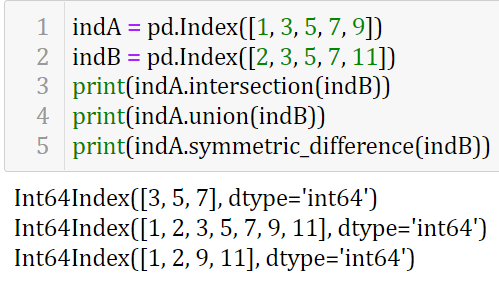 1 indA = pd.Index([1, 3, 5, 7, 9])
2 indB = pd.Index([2, 3, 5, 7, 11])
3 print(indA.intersection(indB))
4 print(indA.union(indB))
5 print(indA.symmetric_difference(indB))
Int64Index([3, 5, 7], dtype='int64')
Int64Index([1, 2, 3, 5, 7, 9, 11], dtype='int64')
Int64Index([1, 2, 9, 11], dtype='int64')